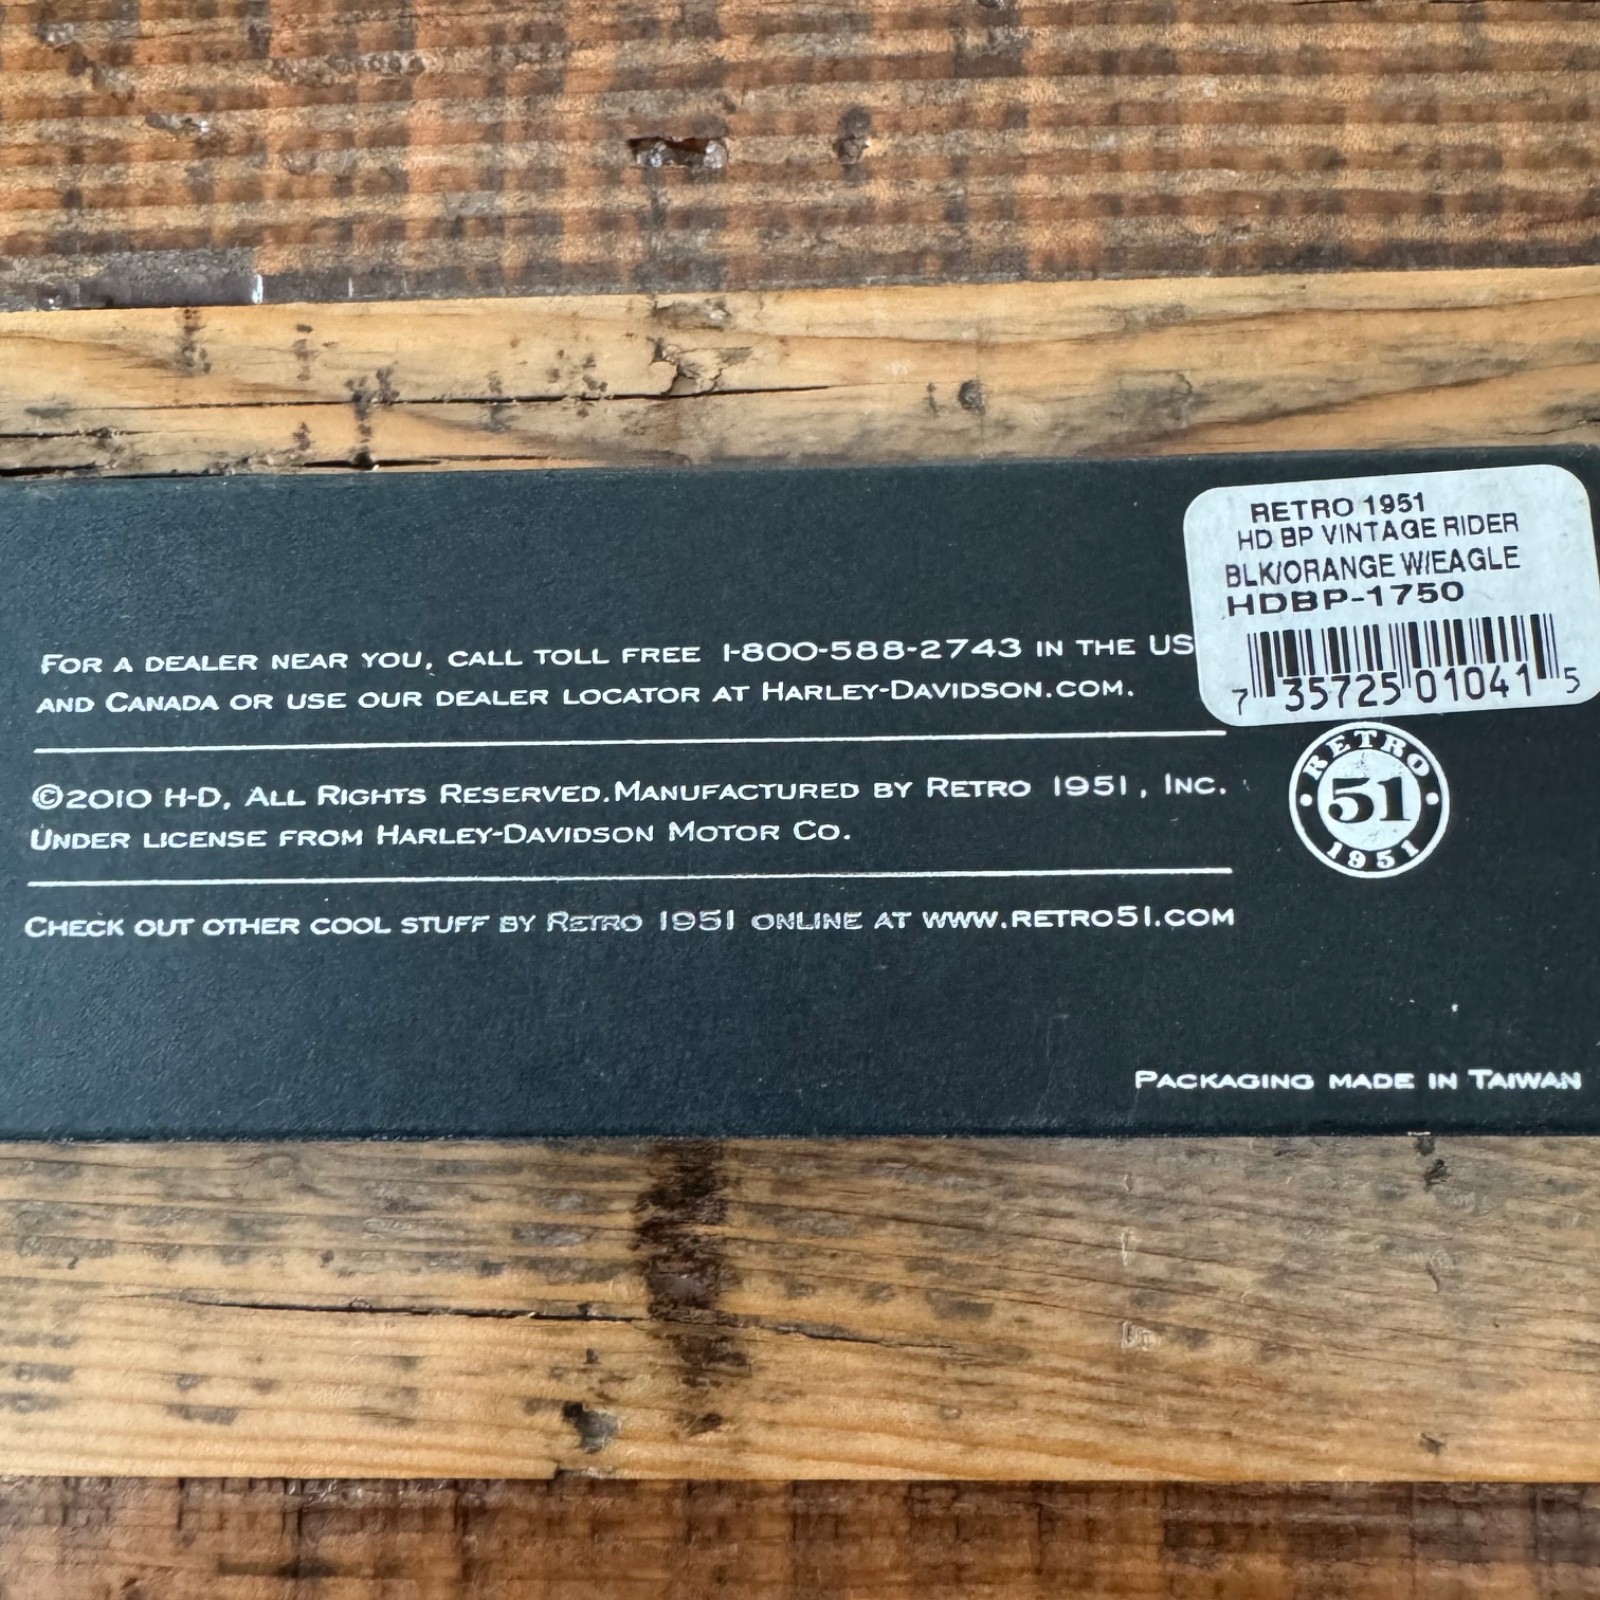 RETRO 1951
HD BP VINTAGE RIDER
BLK/ORANGE W/EAGLE
HDBP-1750
7 35725 01041 5
FOR A DEALER NEAR YOU, CALL TOLL FREE 1-800-588-2743 IN THE US
AND CANADA OR USE OUR DEALER LOCATOR AT HARLEY-DAVIDSON.COM.
©2010 H-D, ALL RIGHTS RESERVED.MANUFACTURED BY RETRO 1951, INC.
UNDER LICENSE FROM HARLEY-DAVIDSON MOTOR CO.
RETRO
51
1951
CHECK OUT OTHER COOL STUFF BY RETRO 1951 ONLINE AT WWW.RETRO51.COM
PACKAGING MADE IN TAIWAN